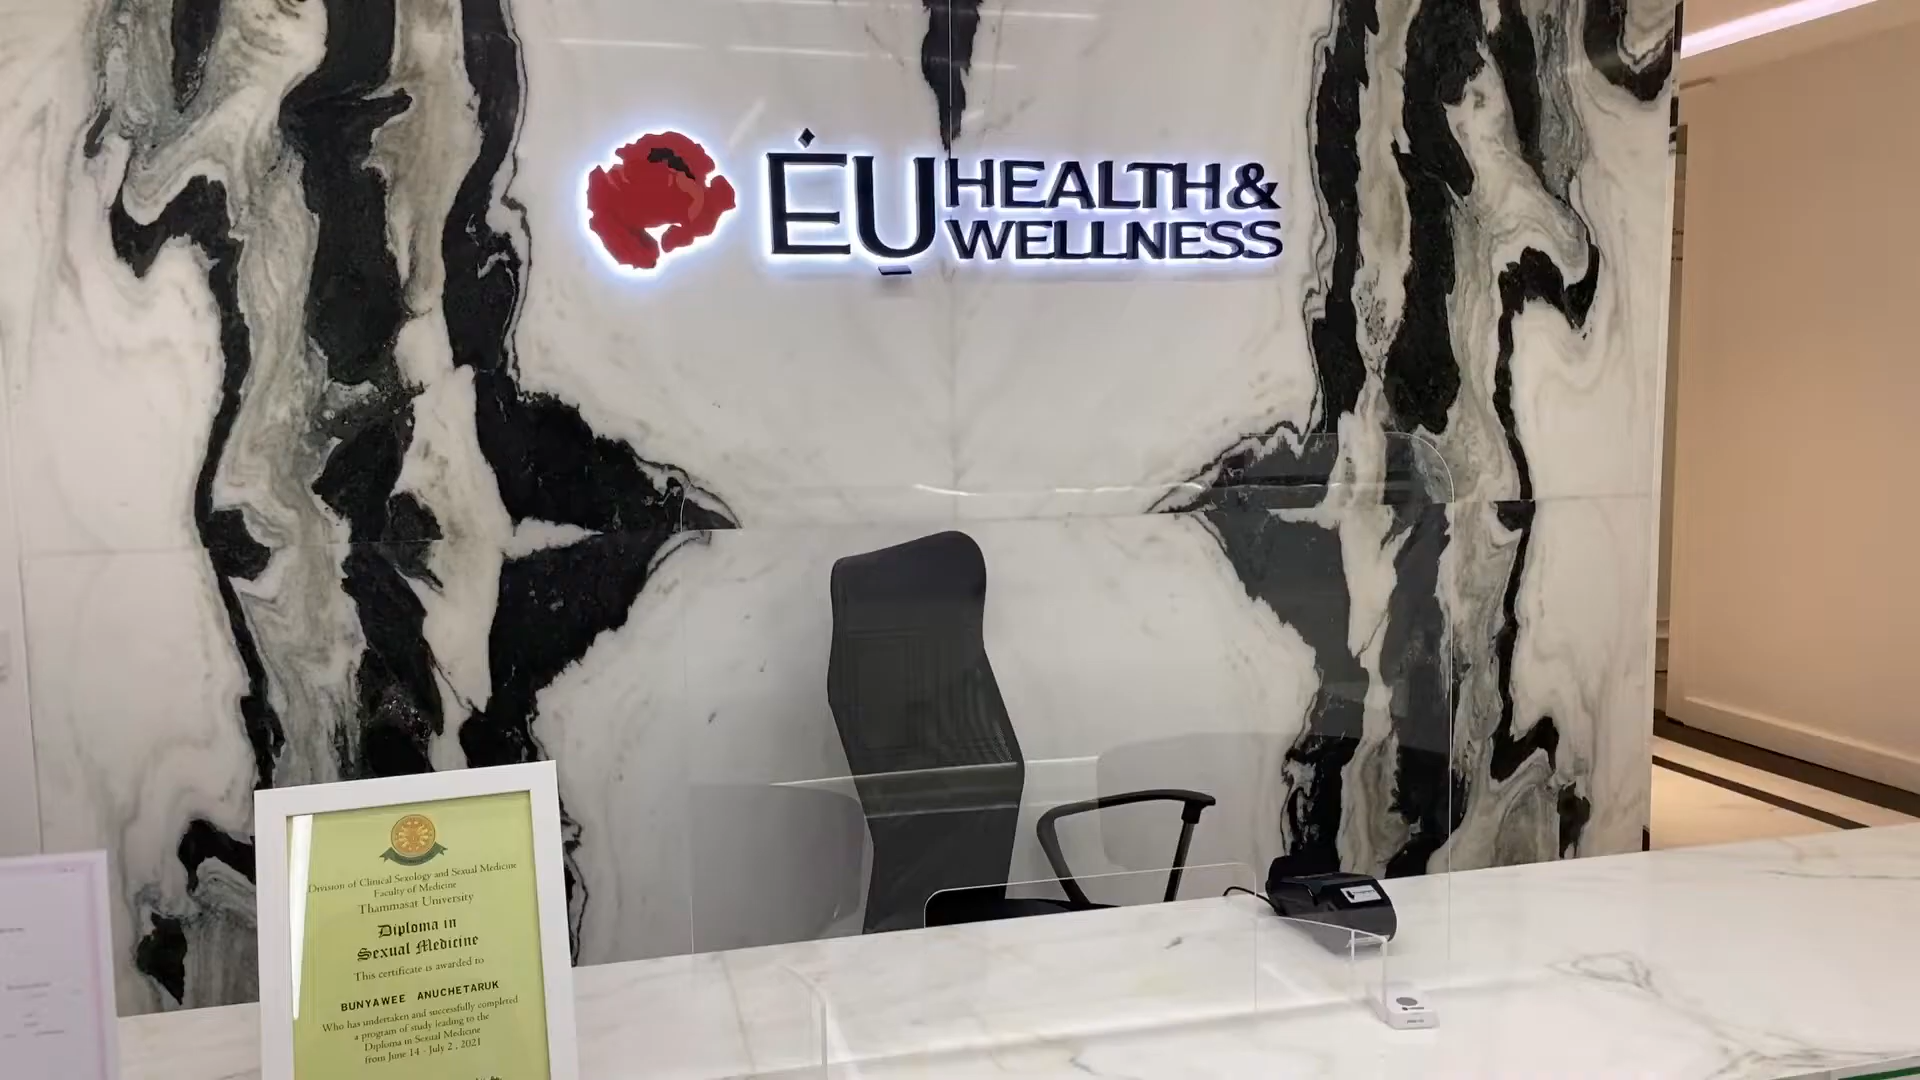 ĖU HEALTH &
WELLNESS
Division of Clinical Sexology and Sexual Medicine
Faculty of Medicine
Thammasat University
Diploma in
Sexual Medicine
This certificate is awarded to
BUNYAWEE ANUCHETARUK
Who has undertaken and successfully completed
a program of study leading to the
Diploma in Sexual Medicine
from June 14 - July 2, 2021